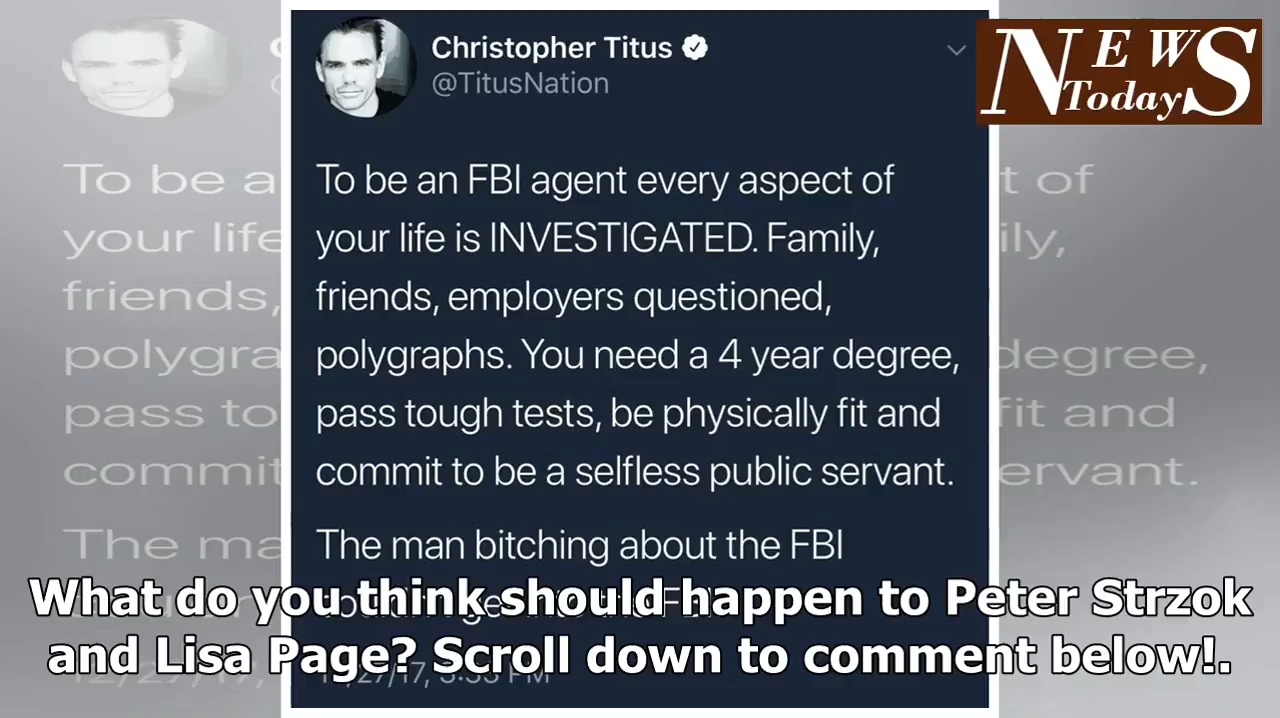 Christopher Titus
@TitusNation
NEWS
Today
To be an FBI agent every aspect of
your life is INVESTIGATED. Family,
friends, employers questioned,
polygraphs. You need a 4 year degree,
pass tough tests, be physically fit and
commit to be a selfless public servant.
The man bitching about the FBI
What do you think should happen to Peter Strzok
and Lisa Page? Scroll down to comment below!.